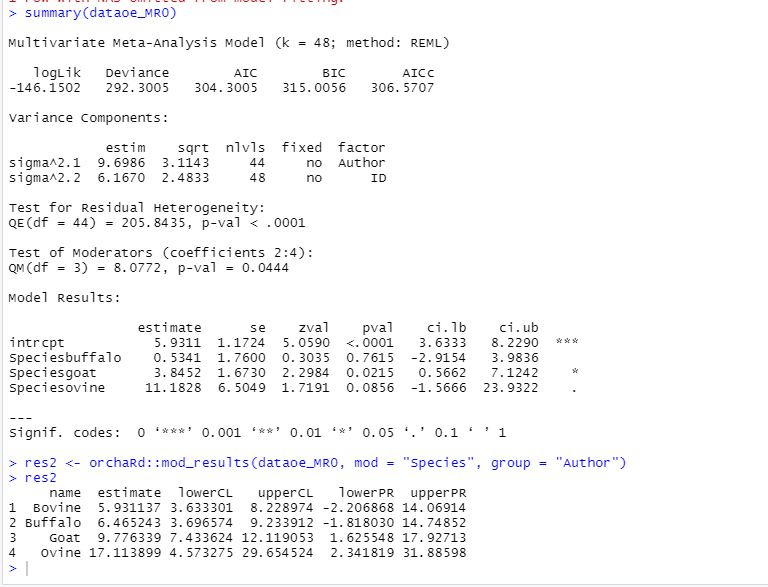 > summary(dataoe_MR0)
Multivariate Meta-Analysis Model (k = 48; method: REML)
logLik Deviance AIC BIC AICc
-146.1502 292.3005 304.3005 315.0056 306.5707
Variance Components:
estim sqrt nlvls fixed factor
sigma^2.1 9.6986 3.1143 44 no Author
sigma^2.2 6.1670 2.4833 48 no ID
Test for Residual Heterogeneity:
QE(df = 44) = 205.8435, p-val < .0001
Test of Moderators (coefficients 2:4):
QM(df = 3) = 8.0772, p-val = 0.0444
Model Results:
estimate se zval pval ci.lb ci.ub
intrcpt 5.9311 1.1724 5.0590 <.0001 3.6333 8.2290 ***
Speciesbuffalo 0.5341 1.7600 0.3035 0.7615 -2.9154 3.9836
Speciesgoat 3.8452 1.6730 2.2984 0.0215 0.5662 7.1242 *
Speciesovine 11.1828 6.5049 1.7191 0.0856 -1.5666 23.9322 .
---
Signif. codes: 0 ‘***’ 0.001 ‘**’ 0.01 ‘*’ 0.05 ‘.’ 0.1 ‘ ’ 1
> res2 <- orchaRd::mod_results(dataoe_MR0, mod = "Species", group = "Author")
> res2
name estimate lowerCL upperCL lowerPR upperPR
1 Bovine 5.931137 3.633301 8.228974 -2.206868 14.06914
2 Buffalo 6.465243 3.696574 9.233912 -1.818030 14.74852
3 Goat 9.776339 7.433624 12.119053 1.625548 17.92713
4 Ovine 17.113899 4.573275 29.654524 2.341819 31.88598
>